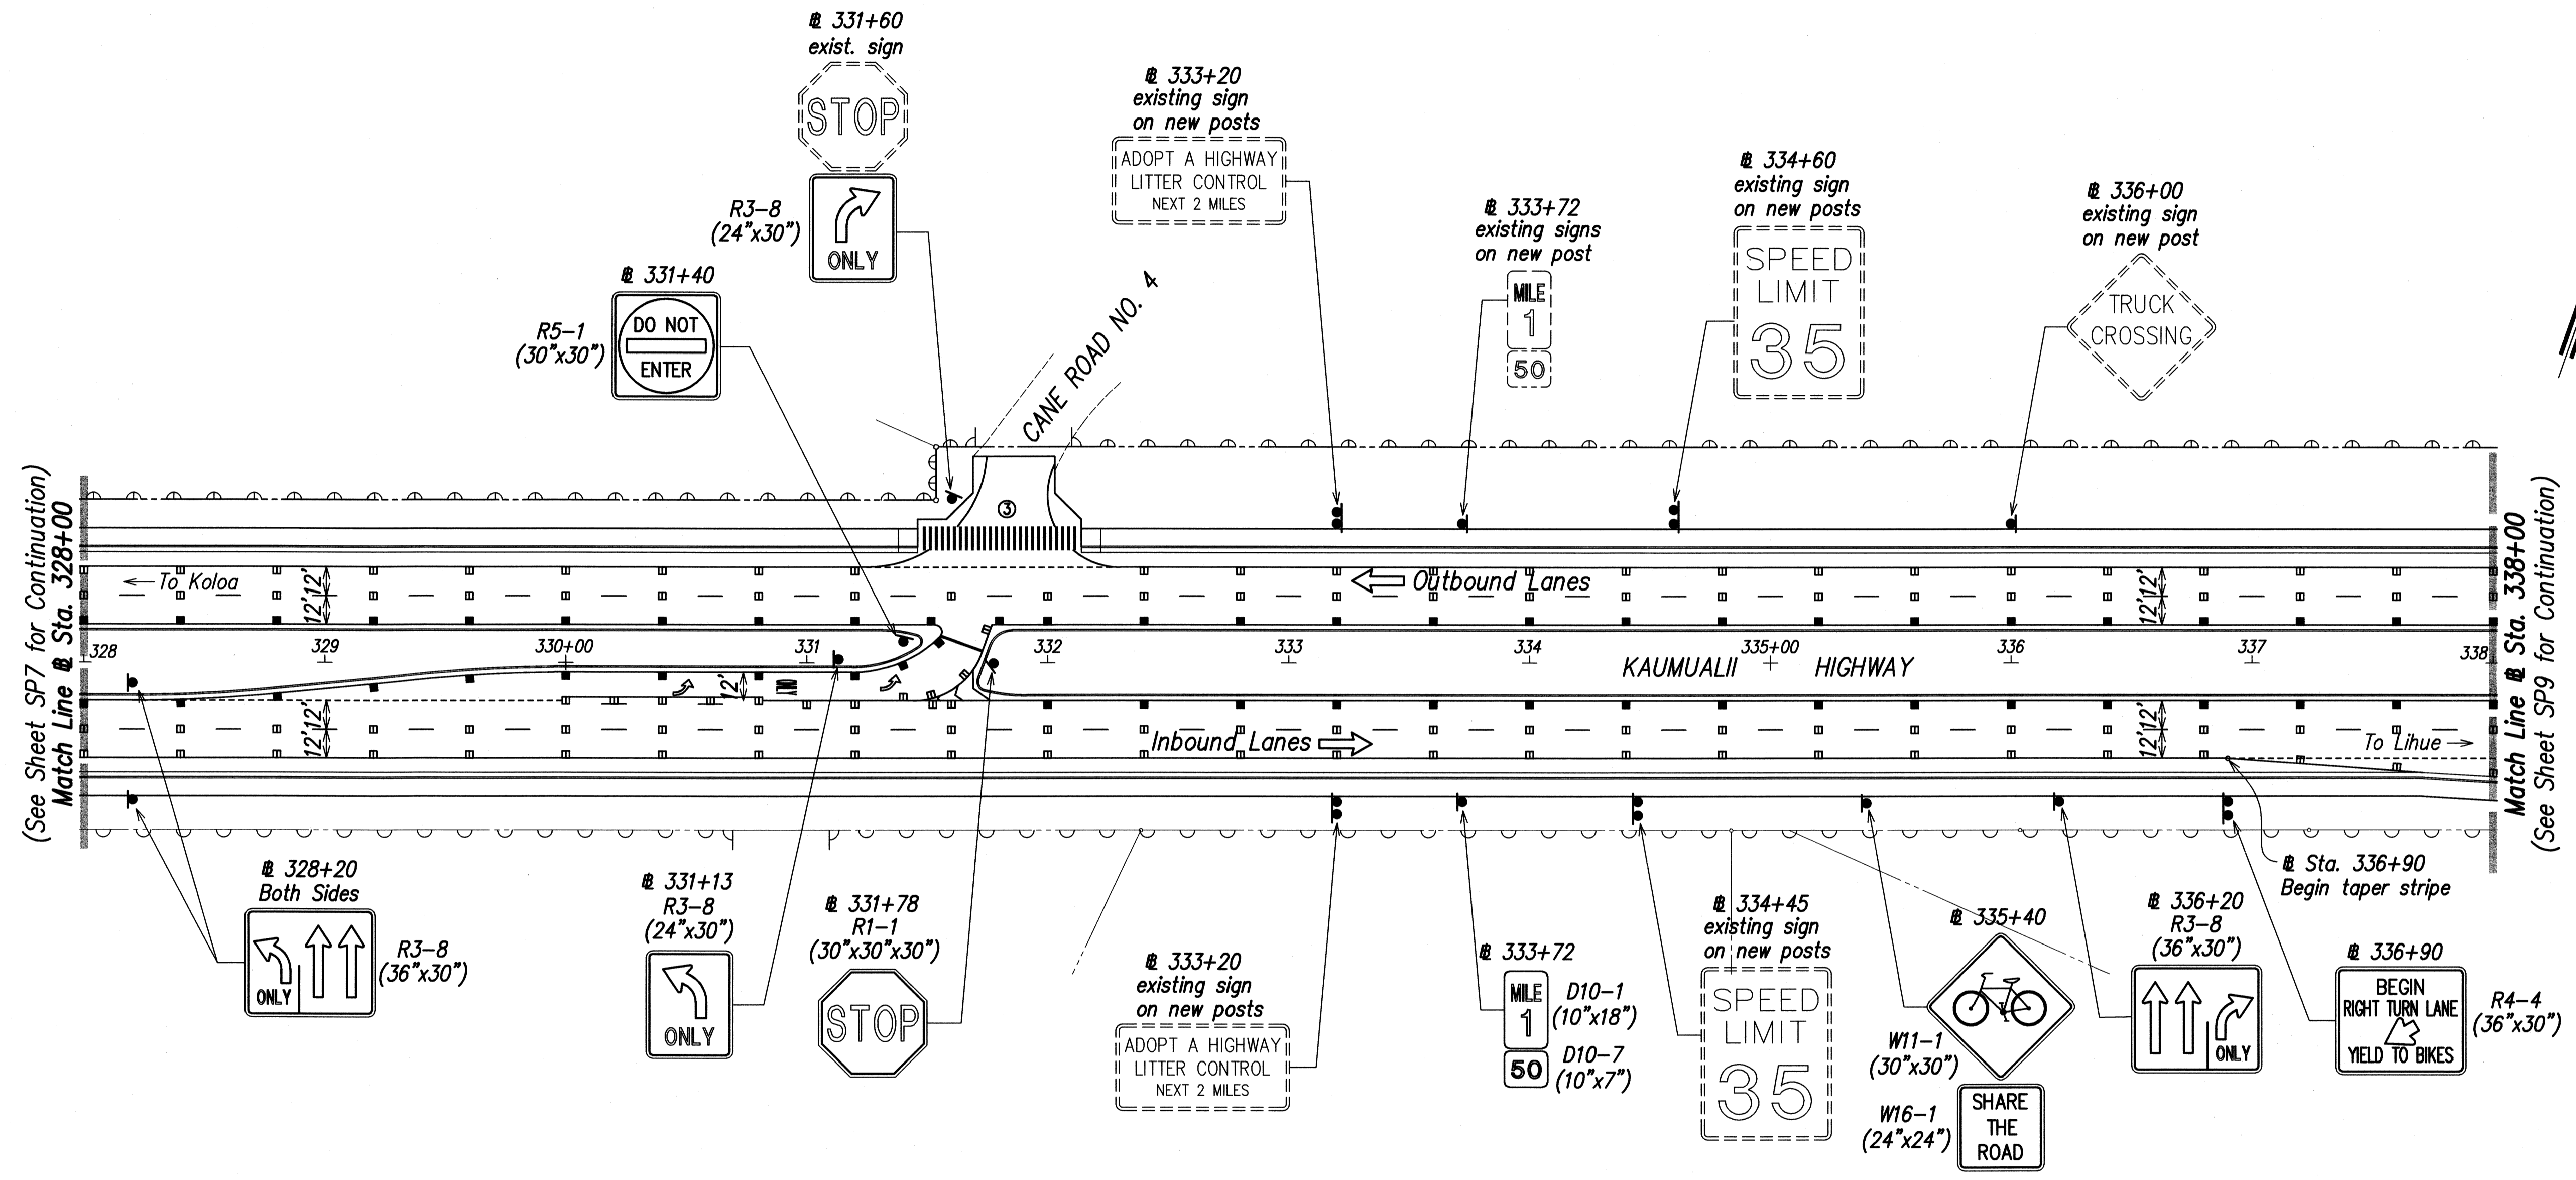 ℄ 331+60
exist. sign
STOP
R3-8
(24"x30")
ONLY
℄ 331+40
R5-1
(30"x30")
DO NOT
ENTER
℄ 333+20
existing sign
on new posts
ADOPT A HIGHWAY
LITTER CONTROL
NEXT 2 MILES
℄ 333+72
existing signs
on new post
MILE
1
50
℄ 334+60
existing sign
on new posts
SPEED
LIMIT
35
℄ 336+00
existing sign
on new post
TRUCK
CROSSING
CANE ROAD NO. 4
3
(See Sheet SP7 for Continuation)
Match Line ℄ Sta. 328+00
To Koloa
12'
12'
Outbound Lanes
12'
12'
328
329
330+00
331
332
333
334
335+00
336
337
338
KAUMUALII HIGHWAY
12'
ONLY
12'
12'
Inbound Lanes
12'
12'
To Lihue
Match Line ℄ Sta. 338+00
(See Sheet SP9 for Continuation)
℄ 328+20
Both Sides
ONLY
R3-8
(36"x30")
℄ 331+13
R3-8
(24"x30")
ONLY
℄ 331+78
R1-1
(30"x30"x30")
STOP
℄ 333+20
existing sign
on new posts
ADOPT A HIGHWAY
LITTER CONTROL
NEXT 2 MILES
℄ 333+72
MILE
1
D10-1
(10"x18")
50
D10-7
(10"x7")
℄ 334+45
existing sign
on new posts
SPEED
LIMIT
35
℄ 335+40
W11-1
(30"x30")
W16-1
(24"x24")
SHARE
THE
ROAD
℄ 336+20
R3-8
(36"x30")
ONLY
℄ Sta. 336+90
Begin taper stripe
℄ 336+90
BEGIN
RIGHT TURN LANE
YIELD TO BIKES
R4-4
(36"x30")